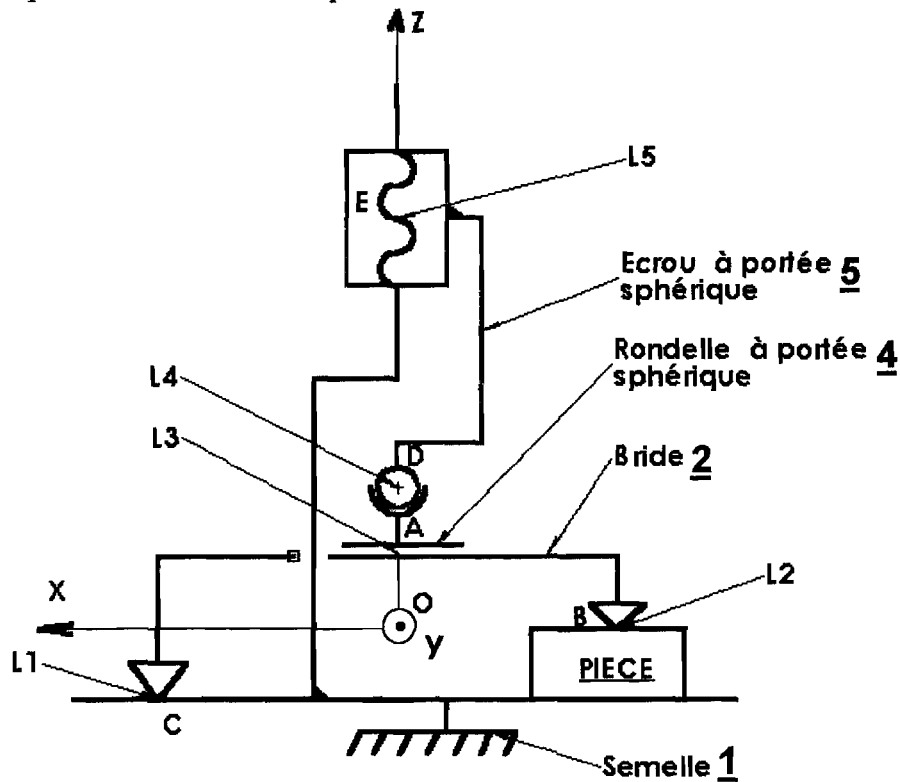 Z
L5
E
Ecrou à portée 5
sphérique
Rondelle à portée 4
sphérique
L4
L3
D
Bride 2
A
L2
X
O
B
y
PIECE
L1
C
Semelle 1